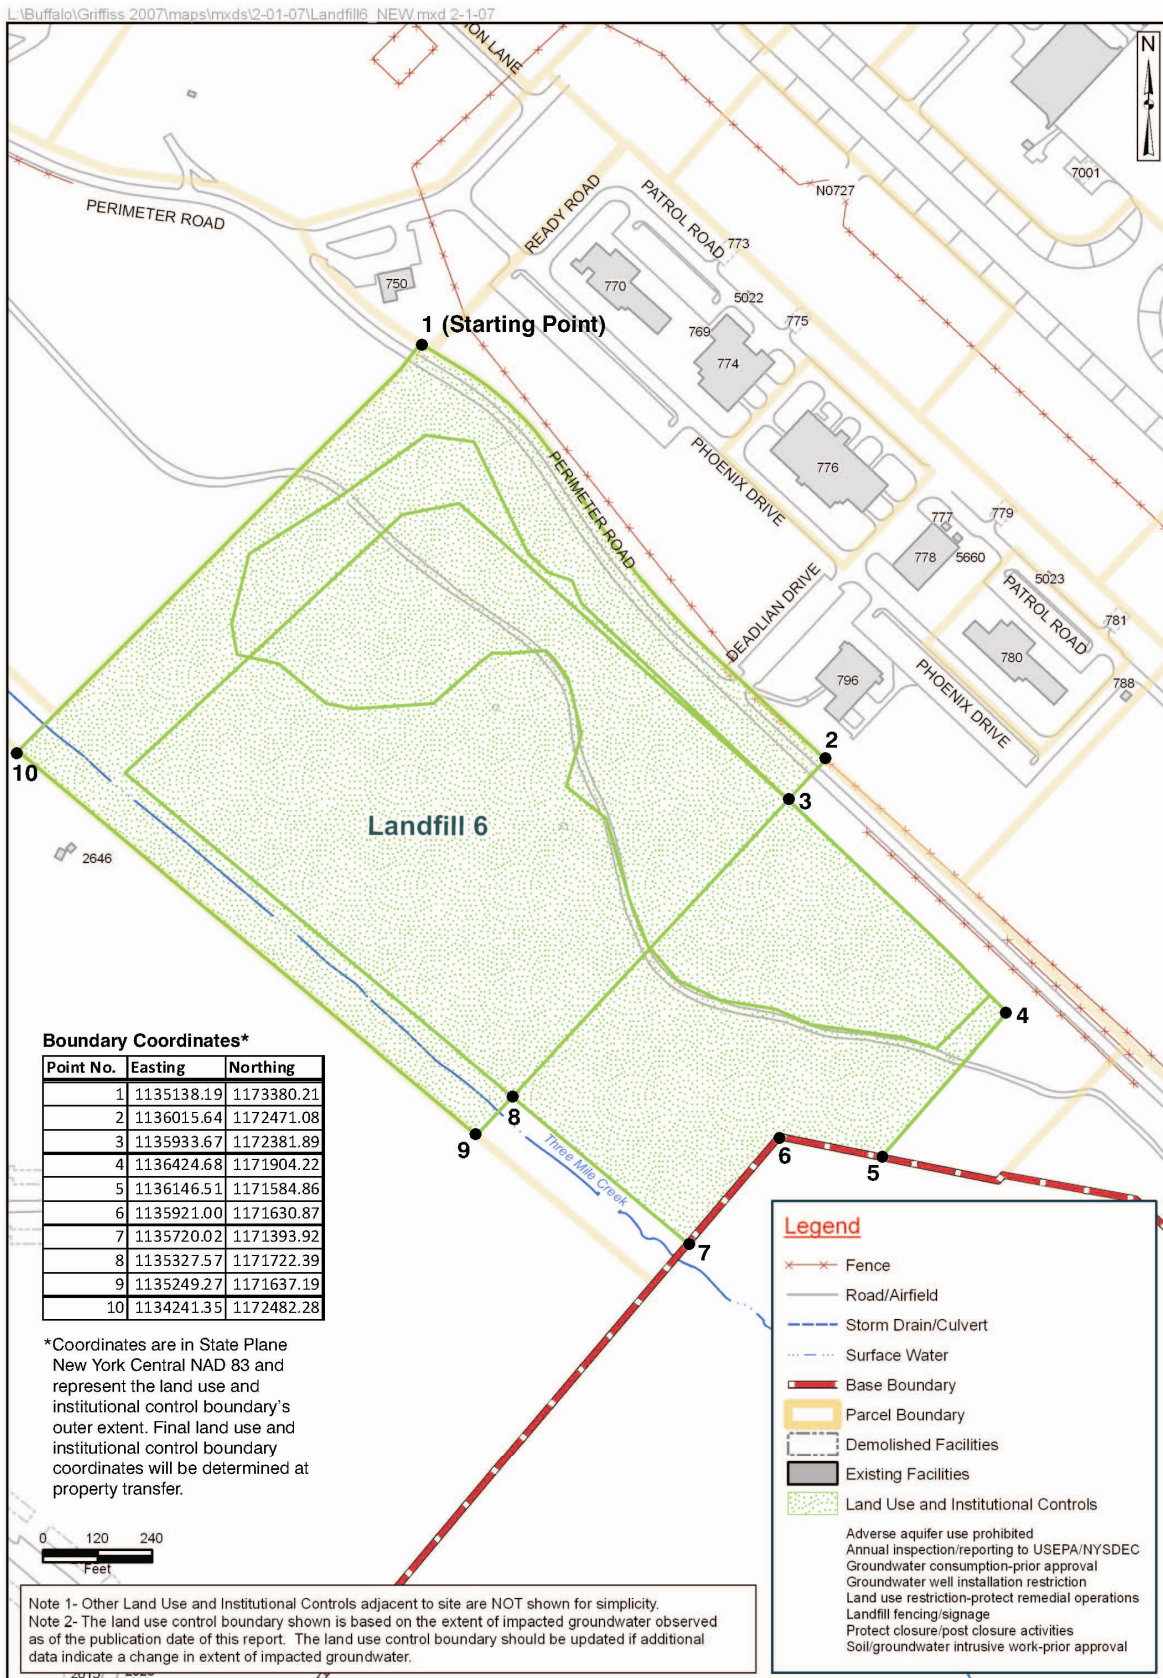 L:\Buffalo\Griffiss 2007\maps\mxds\2-01-07\Landfill6_NEW.mxd 2-1-07
ION LANE
N
7001
N0727
PERIMETER ROAD
READY ROAD
PATROL ROAD
773
750
770
5022
775
769
774
1 (Starting Point)
776
PHOENIX DRIVE
PERIMETER ROAD
777
779
778
5660
5023
DEADLIAN DRIVE
PATROL ROAD
781
780
788
796
PHOENIX DRIVE
2
10
3
Landfill 6
2646
4
8
9
Three Mile Creek
6
5
7
Boundary Coordinates*
Point No. Easting Northing
1 1135138.19 1173380.21
2 1136015.64 1172471.08
3 1135933.67 1172381.89
4 1136424.68 1171904.22
5 1136146.51 1171584.86
6 1135921.00 1171630.87
7 1135720.02 1171393.92
8 1135327.57 1171722.39
9 1135249.27 1171637.19
10 1134241.35 1172482.28
*Coordinates are in State Plane
New York Central NAD 83 and
represent the land use and
institutional control boundary's
outer extent. Final land use and
institutional control boundary
coordinates will be determined at
property transfer.
0 120 240
Feet
Legend
Fence
Road/Airfield
Storm Drain/Culvert
Surface Water
Base Boundary
Parcel Boundary
Demolished Facilities
Existing Facilities
Land Use and Institutional Controls
Adverse aquifer use prohibited
Annual inspection/reporting to USEPA/NYSDEC
Groundwater consumption-prior approval
Groundwater well installation restriction
Land use restriction-protect remedial operations
Landfill fencing/signage
Protect closure/post closure activities
Soil/groundwater intrusive work-prior approval
Note 1- Other Land Use and Institutional Controls adjacent to site are NOT shown for simplicity.
Note 2- The land use control boundary shown is based on the extent of impacted groundwater observed
as of the publication date of this report. The land use control boundary should be updated if additional
data indicate a change in extent of impacted groundwater.